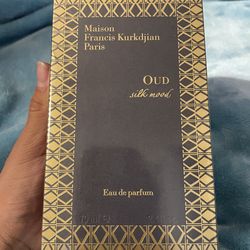 Maison
Francis Kurkdjian
Paris
OUD
silk mood
Eau de parfum